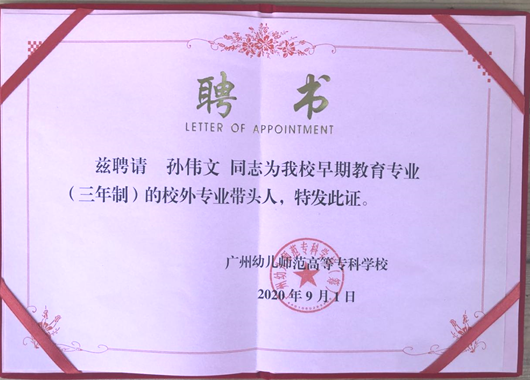 聘书
LETTER OF APPOINTMENT
兹聘请 孙伟文 同志为我校早期教育专业
（三年制）的校外专业带头人，特发此证。
广州幼儿师范高等专科学校
2020年9月1日